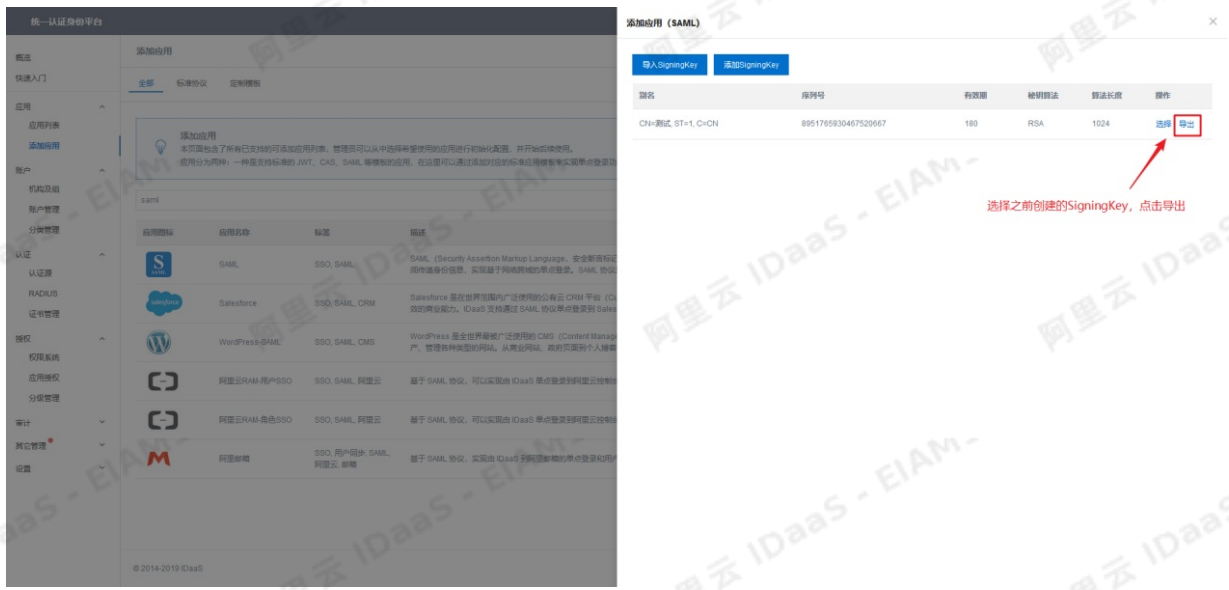 统一认证身份平台
概览
快速入门
应用
应用列表
添加应用
账户
机构及组
账户管理
分类管理
认证
认证源
RADIUS
证书管理
授权
权限系统
应用授权
分级管理
审计
其它管理
设置
添加应用
全部 标准协议 定制模板
添加应用
本页面包含了所有已支持的可添加应用列表，管理员可以从中选择希望使用的应用进行初始化配置，并开始后续使用。
应用分为两种：一种是支持标准的 JWT、CAS、SAML 等模板的应用，在这里可以通过添加对应的标准应用模板来实现单点登录功
saml
应用图标 应用名称 标签 描述
S
SAML
SAML SSO, SAML SAML（Security Assertion Markup Language，安全断言标记
间传递身份信息，实现基于网络跨域的单点登录。SAML 协议
salesforce
Salesforce SSO, SAML, CRM Salesforce 是在世界范围内广泛使用的公有云 CRM 平台（Cu
效的商业能力。IDaaS 支持通过 SAML 协议单点登录到 Sales
WordPress-SAML SSO, SAML, CMS WordPress 是全世界最被广泛使用的 CMS（Content Manag
产、管理各种类型的网站。从商业网站、政府页面到个人博客
阿里云RAM-用户SSO SSO, SAML, 阿里云 基于 SAML 协议，可以实现由 IDaaS 单点登录到阿里云控制
阿里云RAM-角色SSO SSO, SAML, 阿里云 基于 SAML 协议，可以实现由 IDaaS 单点登录到阿里云控制
阿里邮箱 SSO, 用户同步, SAML,
阿里云, 邮箱
基于 SAML 协议，实现由 IDaaS 到阿里邮箱的单点登录和用户
© 2014-2019 IDaaS
添加应用（SAML） ×
导入SigningKey 添加SigningKey
别名 序列号 有效期 秘钥算法 算法长度 操作
CN=测试, ST=1, C=CN 8951765930467520667 180 RSA 1024 选择 导出
选择之前创建的SigningKey，点击导出
阿里云 IDaaS - EIAM -